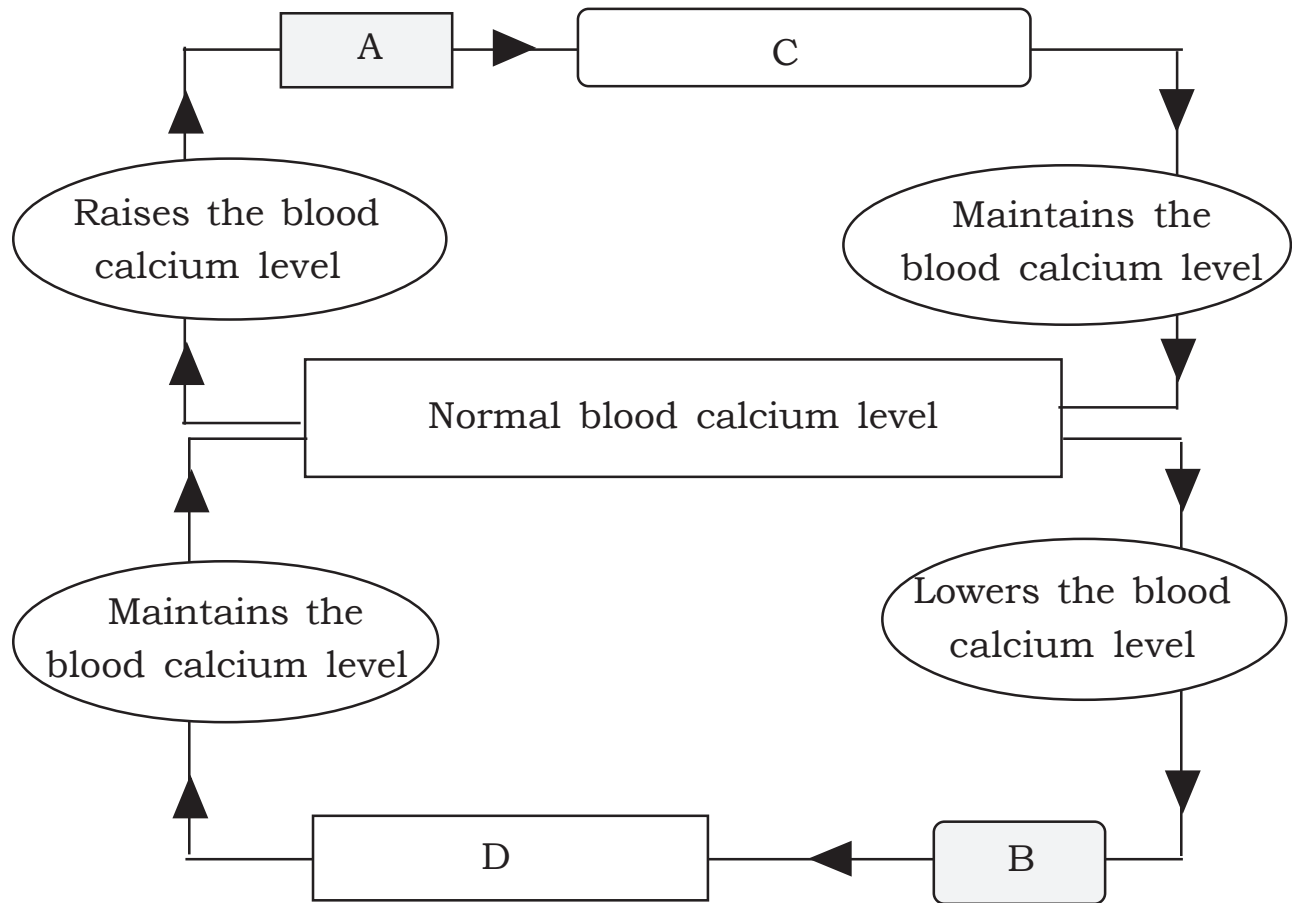 A
C
Raises the blood
calcium level
Maintains the
blood calcium level
Normal blood calcium level
Maintains the
blood calcium level
Lowers the blood
calcium level
D
B